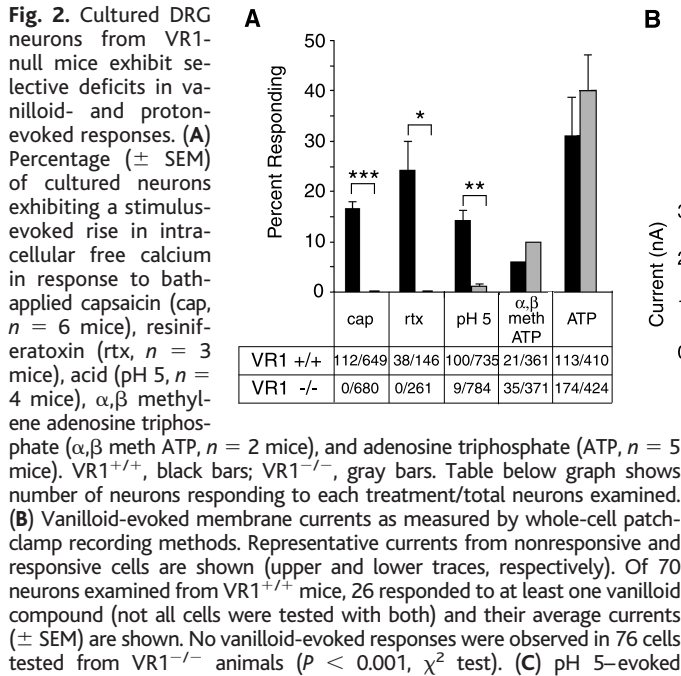 Fig. 2. Cultured DRG
neurons from VR1-
null mice exhibit se-
lective deficits in va-
nilloid- and proton-
evoked responses. (A)
Percentage (± SEM)
of cultured neurons
exhibiting a stimulus-
evoked rise in intra-
cellular free calcium
in response to bath-
applied capsaicin (cap,
n = 6 mice), resinif-
eratoxin (rtx, n = 3
mice), acid (pH 5, n =
4 mice), α,β methyl-
ene adenosine triphos-
phate (α,β meth ATP, n = 2 mice), and adenosine triphosphate (ATP, n = 5
mice). VR1+/+, black bars; VR1−/−, gray bars. Table below graph shows
number of neurons responding to each treatment/total neurons examined.
(B) Vanilloid-evoked membrane currents as measured by whole-cell patch-
clamp recording methods. Representative currents from nonresponsive and
responsive cells are shown (upper and lower traces, respectively). Of 70
neurons examined from VR1+/+ mice, 26 responded to at least one vanilloid
compound (not all cells were tested with both) and their average currents
(± SEM) are shown. No vanilloid-evoked responses were observed in 76 cells
tested from VR1−/− animals (P < 0.001, χ2 test). (C) pH 5–evoked
A
Percent Responding
50
40
30
20
10
0
***
*
**
cap rtx pH 5 α,β meth ATP ATP
VR1 +/+ 112/649 38/146 100/735 21/361 113/410
VR1 -/- 0/680 0/261 9/784 35/371 174/424
B
Current (nA)